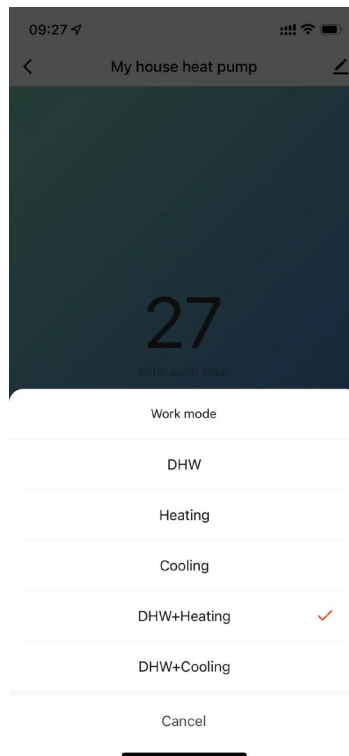 09:27
My house heat pump
27
Water outlet temp.
Work mode
DHW
Heating
Cooling
DHW+Heating
DHW+Cooling
Cancel